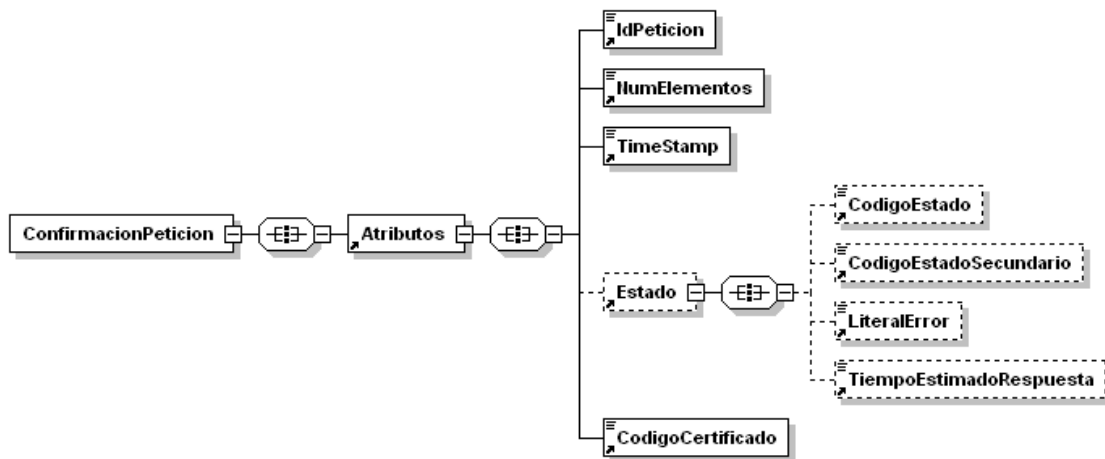 IdPeticion
NumElementos
TimeStamp
ConfirmacionPeticion
Atributos
Estado
CodigoEstado
CodigoEstadoSecundario
LiteralError
TiempoEstimadoRespuesta
CodigoCertificado